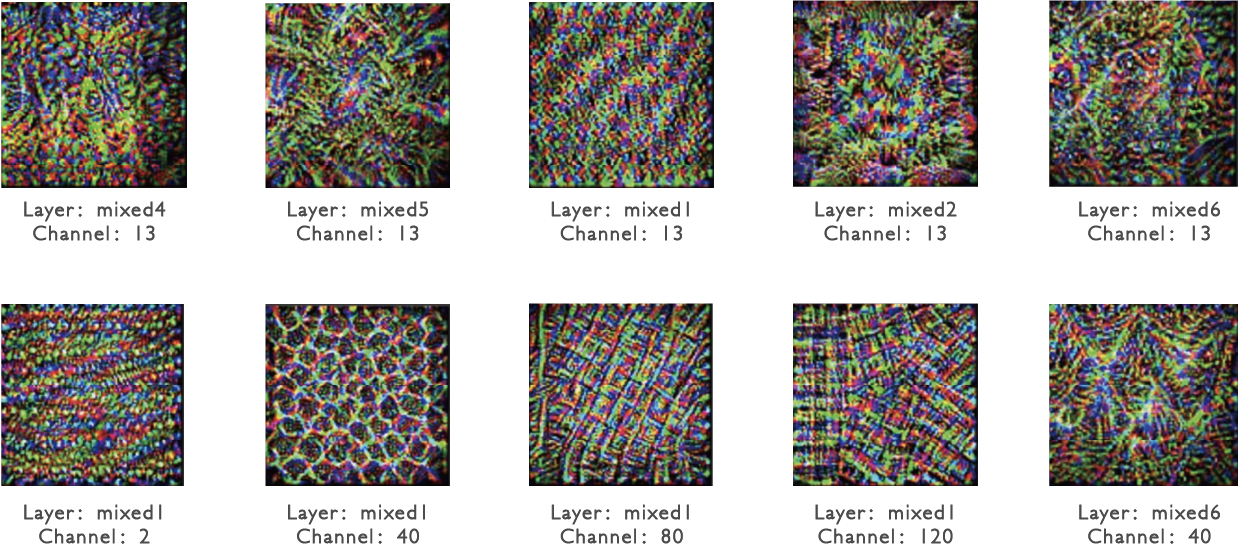 Layer: mixed4
Channel: 13
Layer: mixed5
Channel: 13
Layer: mixed1
Channel: 13
Layer: mixed2
Channel: 13
Layer: mixed6
Channel: 13
Layer: mixed1
Channel: 2
Layer: mixed1
Channel: 40
Layer: mixed1
Channel: 80
Layer: mixed1
Channel: 120
Layer: mixed6
Channel: 40